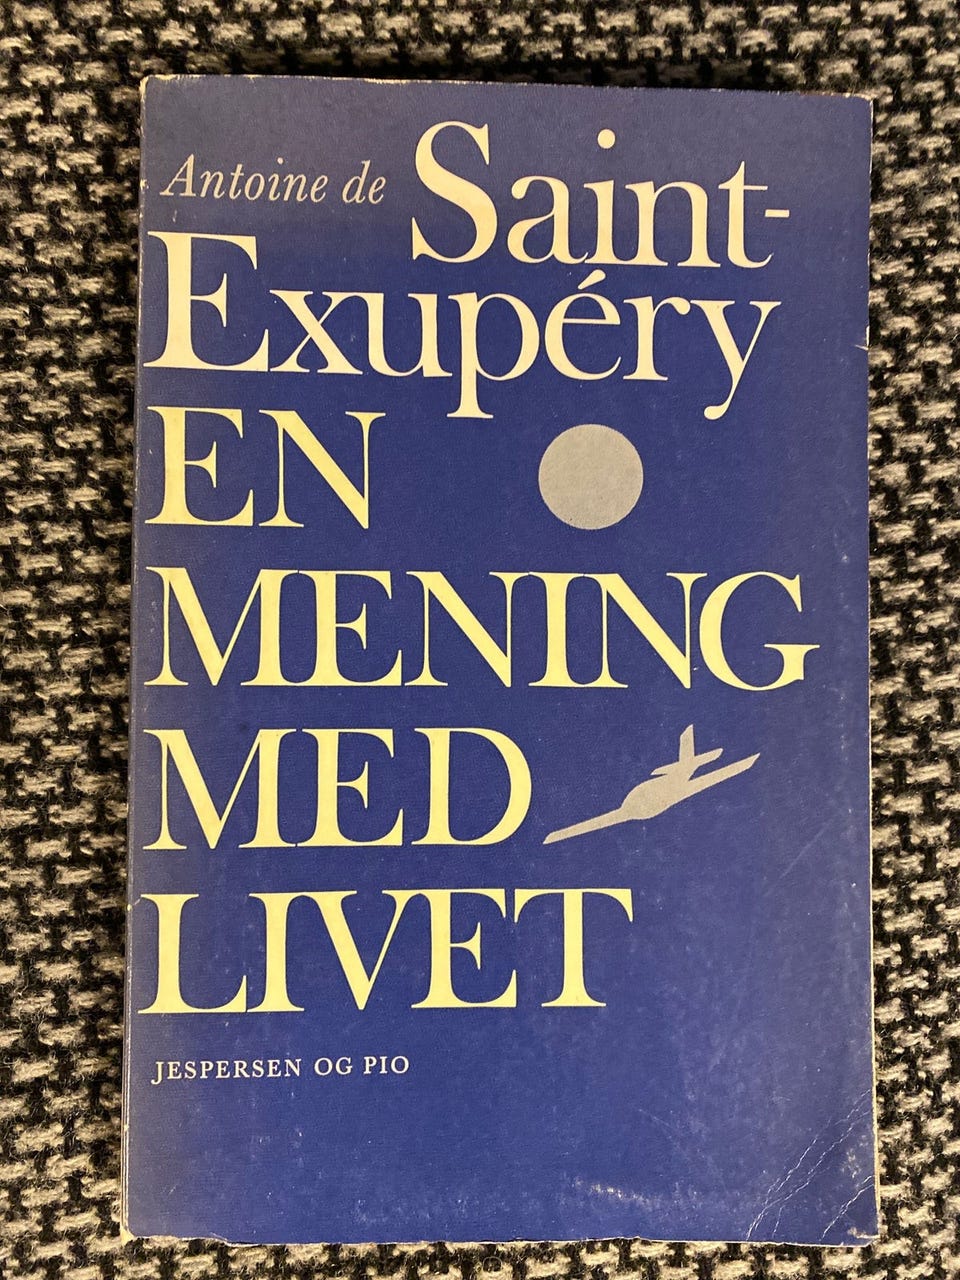 Antoine de Saint-
Exupéry
EN
MENING
MED
LIVET
JESPERSEN OG PIO